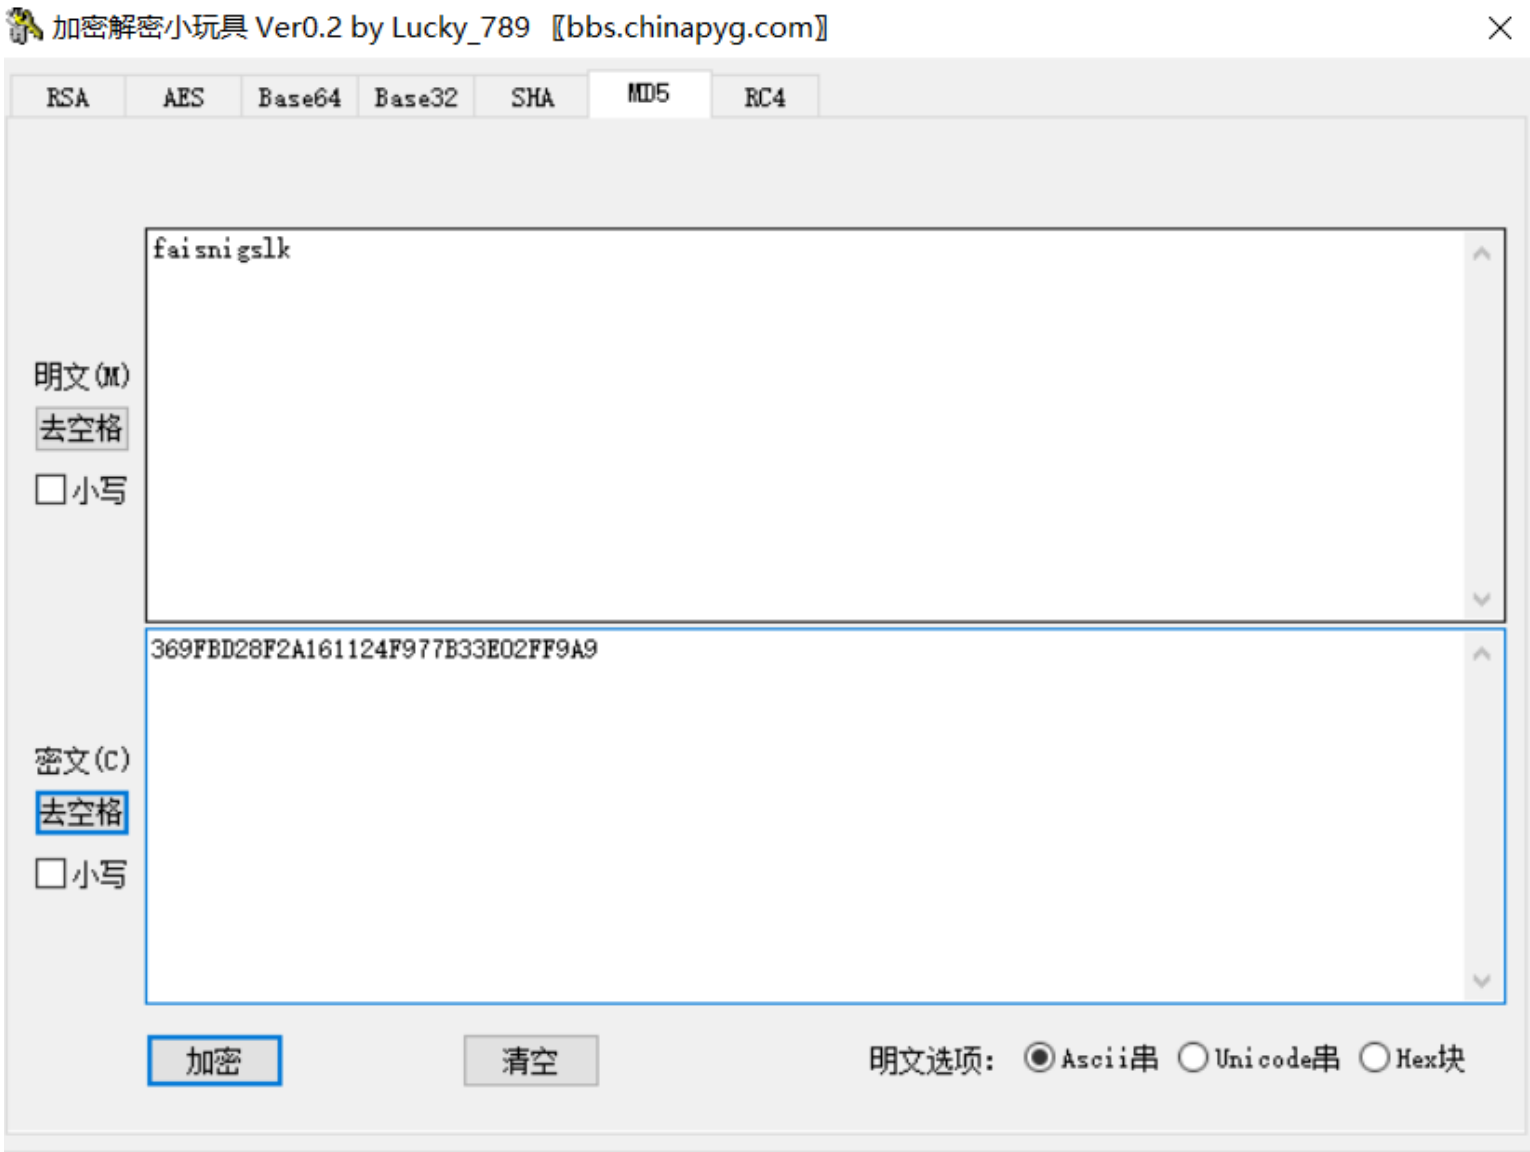 加密解密小玩具 Ver0.2 by Lucky_789 〖bbs.chinapyg.com〗
RSA AES Base64 Base32 SHA MD5 RC4
faisnigslk
明文(M)
去空格
小写
369FBD28F2A161124F977B33E02FF9A9
密文(C)
去空格
小写
加密 清空 明文选项: Ascii串 Unicode串 Hex块